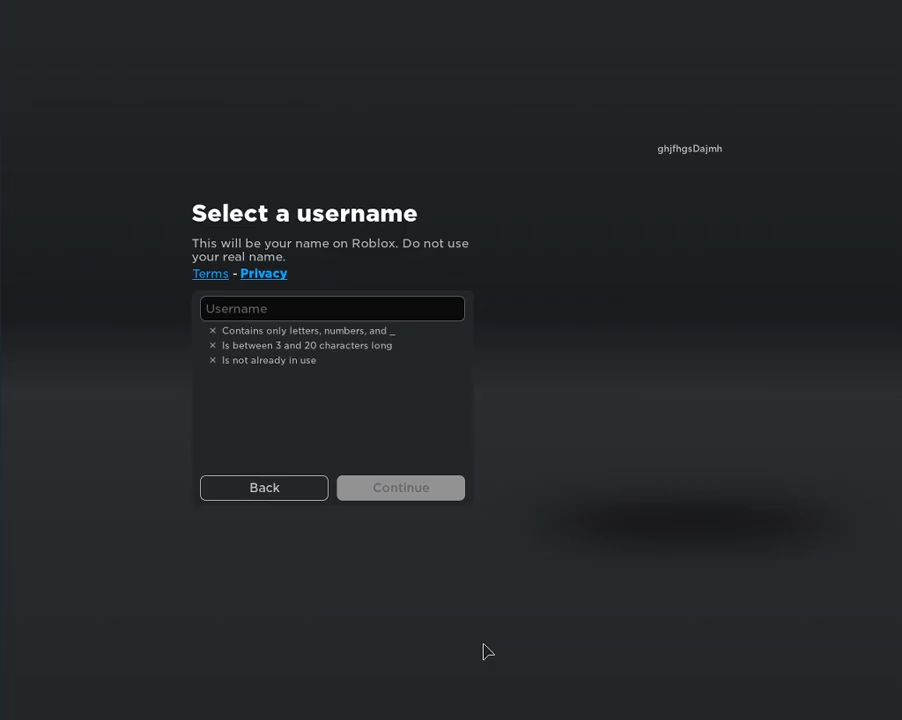 ghjfhgsDajmh
Select a username
This will be your name on Roblox. Do not use
your real name.
Terms - Privacy
Username
× Contains only letters, numbers, and _
× Is between 3 and 20 characters long
× Is not already in use
Back
Continue